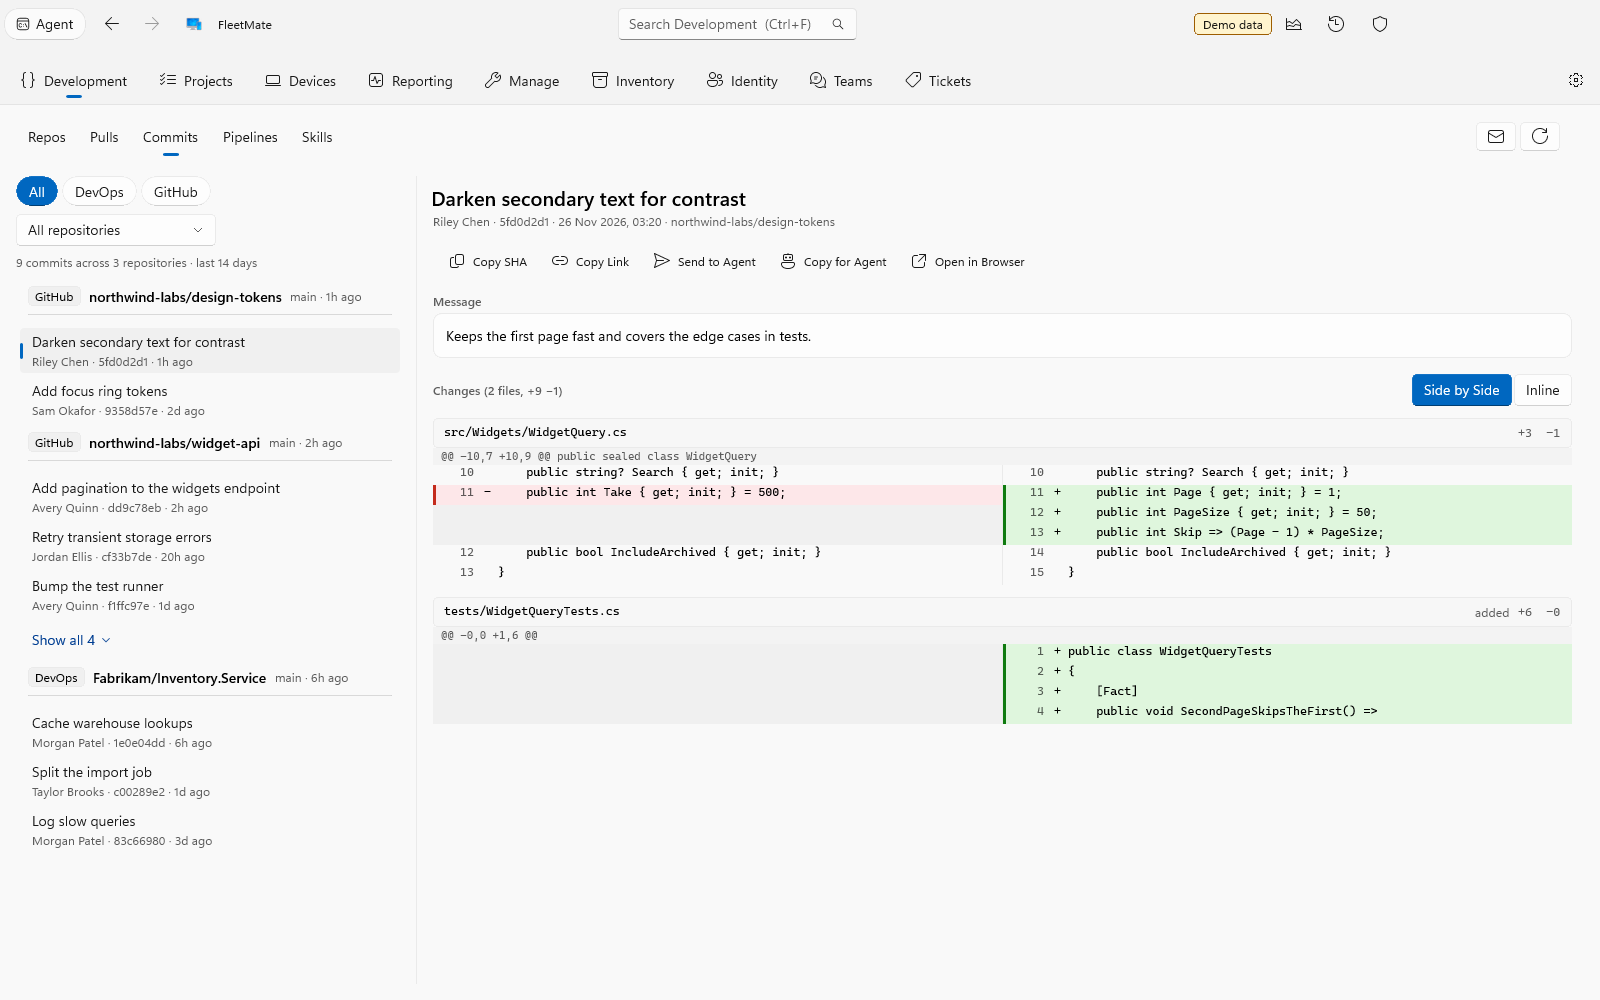 Agent
FleetMate
Search Development (Ctrl+F)
Demo data
Development
Projects
Devices
Reporting
Manage
Inventory
Identity
Teams
Tickets
Repos
Pulls
Commits
Pipelines
Skills
All
DevOps
GitHub
All repositories
9 commits across 3 repositories · last 14 days
GitHub northwind-labs/design-tokens main · 1h ago
Darken secondary text for contrast
Riley Chen · 5fd0d2d1 · 1h ago
Add focus ring tokens
Sam Okafor · 9358d57e · 2d ago
GitHub northwind-labs/widget-api main · 2h ago
Add pagination to the widgets endpoint
Avery Quinn · dd9c78eb · 2h ago
Retry transient storage errors
Jordan Ellis · cf33b7de · 20h ago
Bump the test runner
Avery Quinn · f1ffc97e · 1d ago
Show all 4
DevOps Fabrikam/Inventory.Service main · 6h ago
Cache warehouse lookups
Morgan Patel · 1e0e04dd · 6h ago
Split the import job
Taylor Brooks · c00289e2 · 1d ago
Log slow queries
Morgan Patel · 83c66980 · 3d ago
Darken secondary text for contrast
Riley Chen · 5fd0d2d1 · 26 Nov 2026, 03:20 · northwind-labs/design-tokens
Copy SHA
Copy Link
Send to Agent
Copy for Agent
Open in Browser
Message
Keeps the first page fast and covers the edge cases in tests.
Changes (2 files, +9 −1)
Side by Side
Inline
src/Widgets/WidgetQuery.cs +3 −1
@@ −10,7 +10,9 @@ public sealed class WidgetQuery
10 public string? Search { get; init; }
11 − public int Take { get; init; } = 500;
12 public bool IncludeArchived { get; init; }
13 }
10 public string? Search { get; init; }
11 + public int Page { get; init; } = 1;
12 + public int PageSize { get; init; } = 50;
13 + public int Skip => (Page − 1) * PageSize;
14 public bool IncludeArchived { get; init; }
15 }
tests/WidgetQueryTests.cs added +6 −0
@@ −0,0 +1,6 @@
1 + public class WidgetQueryTests
2 + {
3 + [Fact]
4 + public void SecondPageSkipsTheFirst() =>